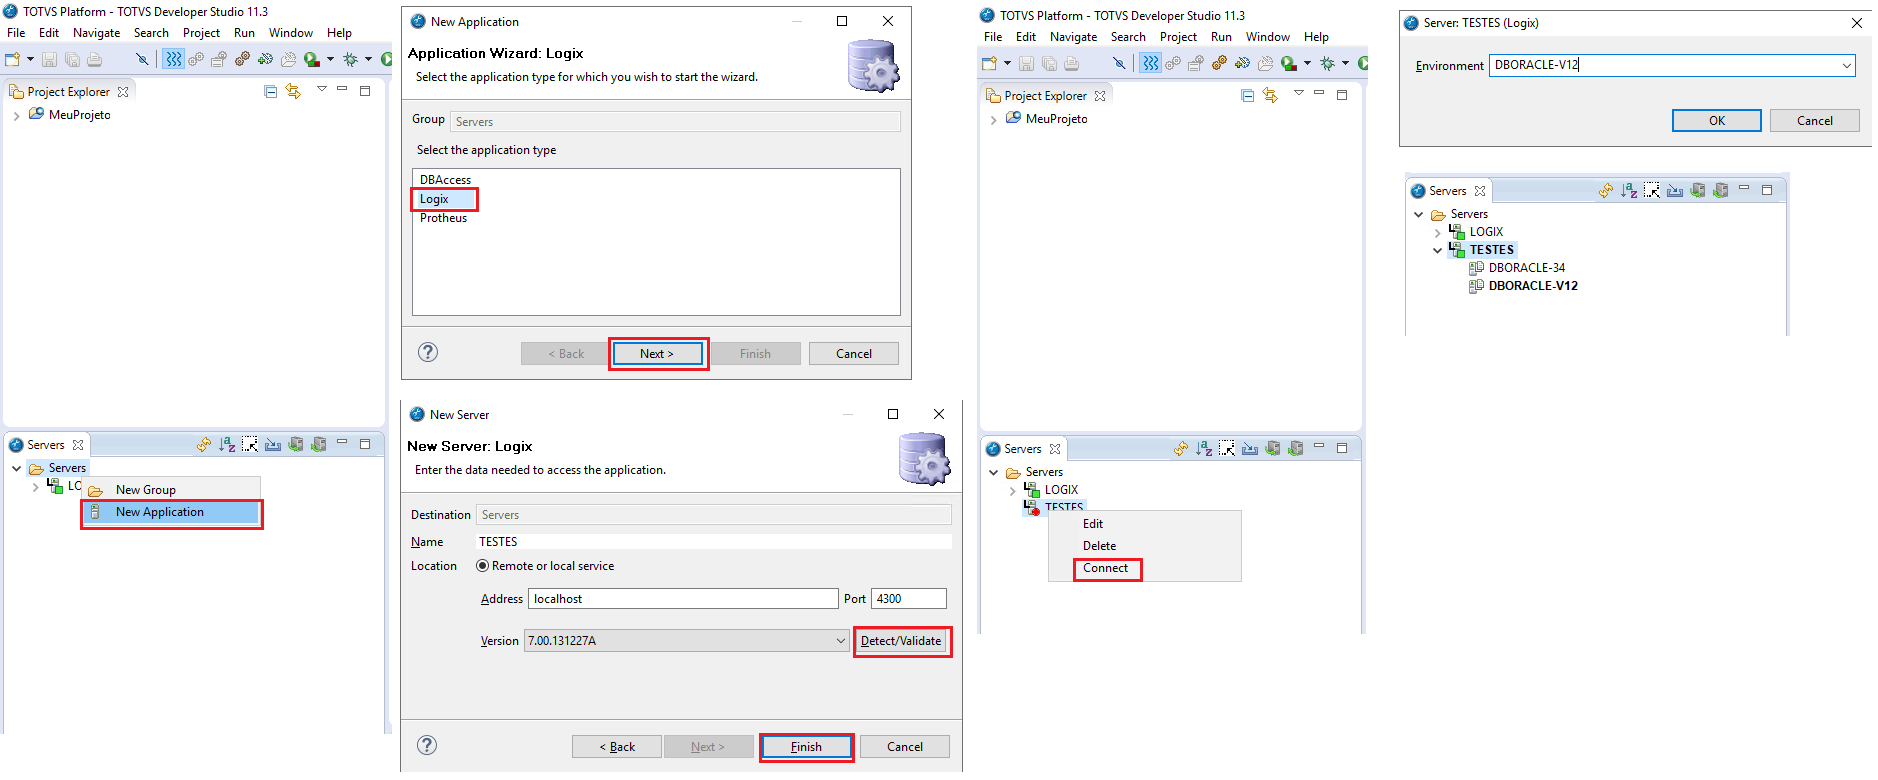 TOTVS Platform - TOTVS Developer Studio 11.3
File Edit Navigate Search Project Run Window Help
Project Explorer
MeuProjeto
Servers
Servers
LO
New Group
New Application
New Application
Application Wizard: Logix
Select the application type for which you wish to start the wizard.
Group Servers
Select the application type
DBAccess
Logix
Protheus
< Back Next > Finish Cancel
New Server
New Server: Logix
Enter the data needed to access the application.
Destination Servers
Name TESTES
Location Remote or local service
Address localhost Port 4300
Version 7.00.131227A Detect/Validate
< Back Next > Finish Cancel
TOTVS Platform - TOTVS Developer Studio 11.3
File Edit Navigate Search Project Run Window Help
Project Explorer
MeuProjeto
Servers
Servers
LOGIX
TESTES
Edit
Delete
Connect
Server: TESTES (Logix)
Environment DBORACLE-V12
OK Cancel
Servers
Servers
LOGIX
TESTES
DBORACLE-34
DBORACLE-V12